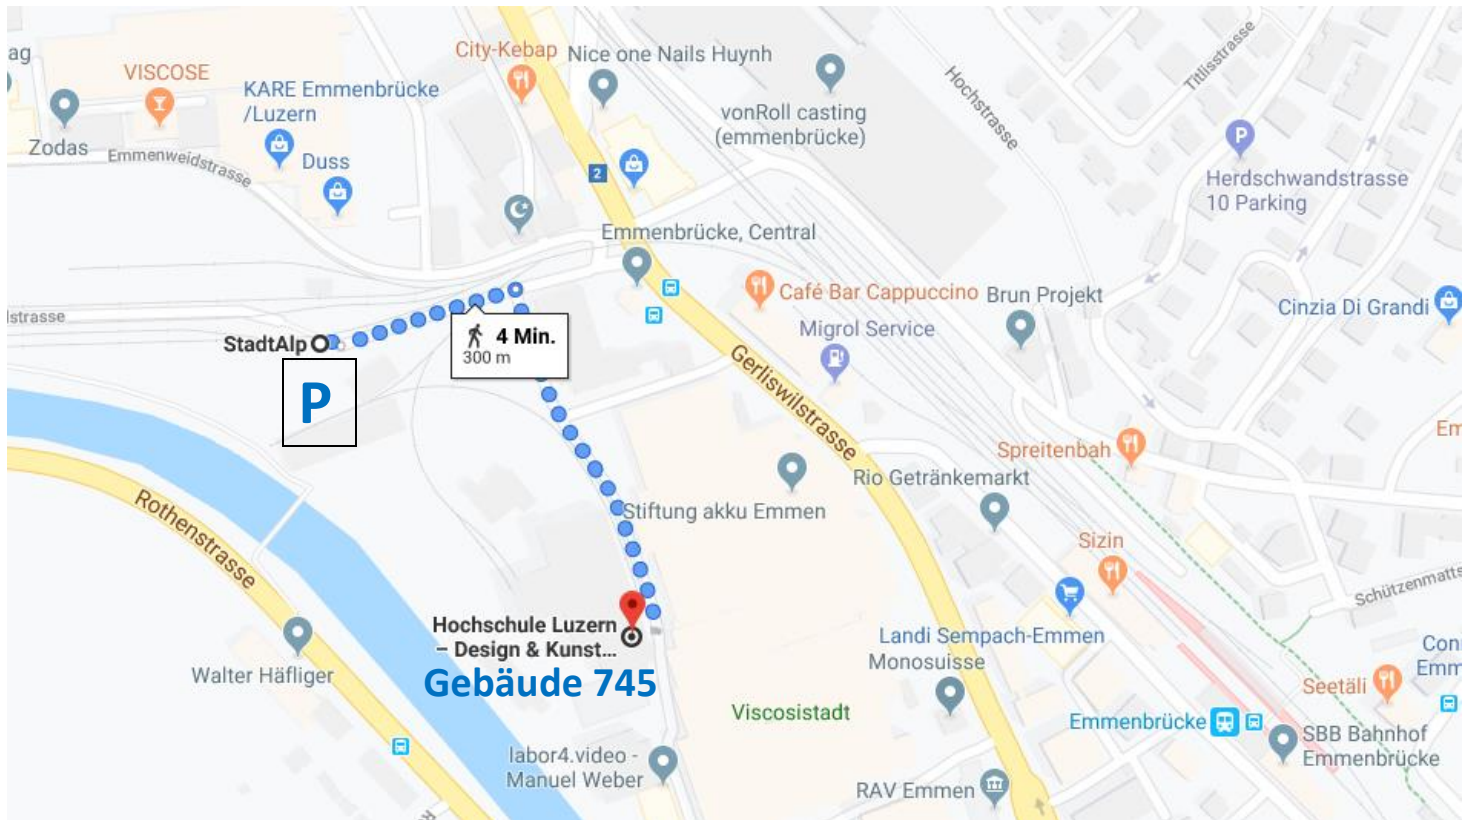 ag
City-Kebap
Nice one Nails Huynh
VISCOSE
KARE Emmenbrücke
/Luzern
vonRoll casting
(emmenbrücke)
Hochstrasse
Titlisstrasse
Zodas
Emmenweidstrasse
Duss
2
P
Herdschwandstrasse
10 Parking
Emmenbrücke, Central
Café Bar Cappuccino
Brun Projekt
Cinzia Di Grandi
lstrasse
StadtAlp
4 Min.
300 m
Migrol Service
P
Gerliswilstrasse
Em
Spreitenbah
Rothenstrasse
Rio Getränkemarkt
Stiftung akku Emmen
Sizin
Schützenmatts
Hochschule Luzern
– Design & Kunst...
Gebäude 745
Landi Sempach-Emmen
Monosuisse
Walter Häfliger
Con
Emm
Seetäli
Viscosistadt
Emmenbrücke
SBB Bahnhof
Emmenbrücke
labor4.video -
Manuel Weber
RAV Emmen